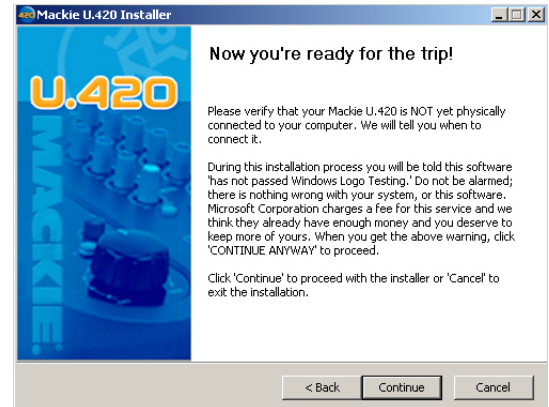 420 Mackie U.420 Installer
Now you're ready for the trip!
U.420
MACKIE
Please verify that your Mackie U.420 is NOT yet physically
connected to your computer. We will tell you when to
connect it.
During this installation process you will be told this software
'has not passed Windows Logo Testing.' Do not be alarmed;
there is nothing wrong with your system, or this software.
Microsoft Corporation charges a fee for this service and we
think they already have enough money and you deserve to
keep more of yours. When you get the above warning, click
'CONTINUE ANYWAY' to proceed.
Click 'Continue' to proceed with the installer or 'Cancel' to
exit the installation.
< Back Continue Cancel